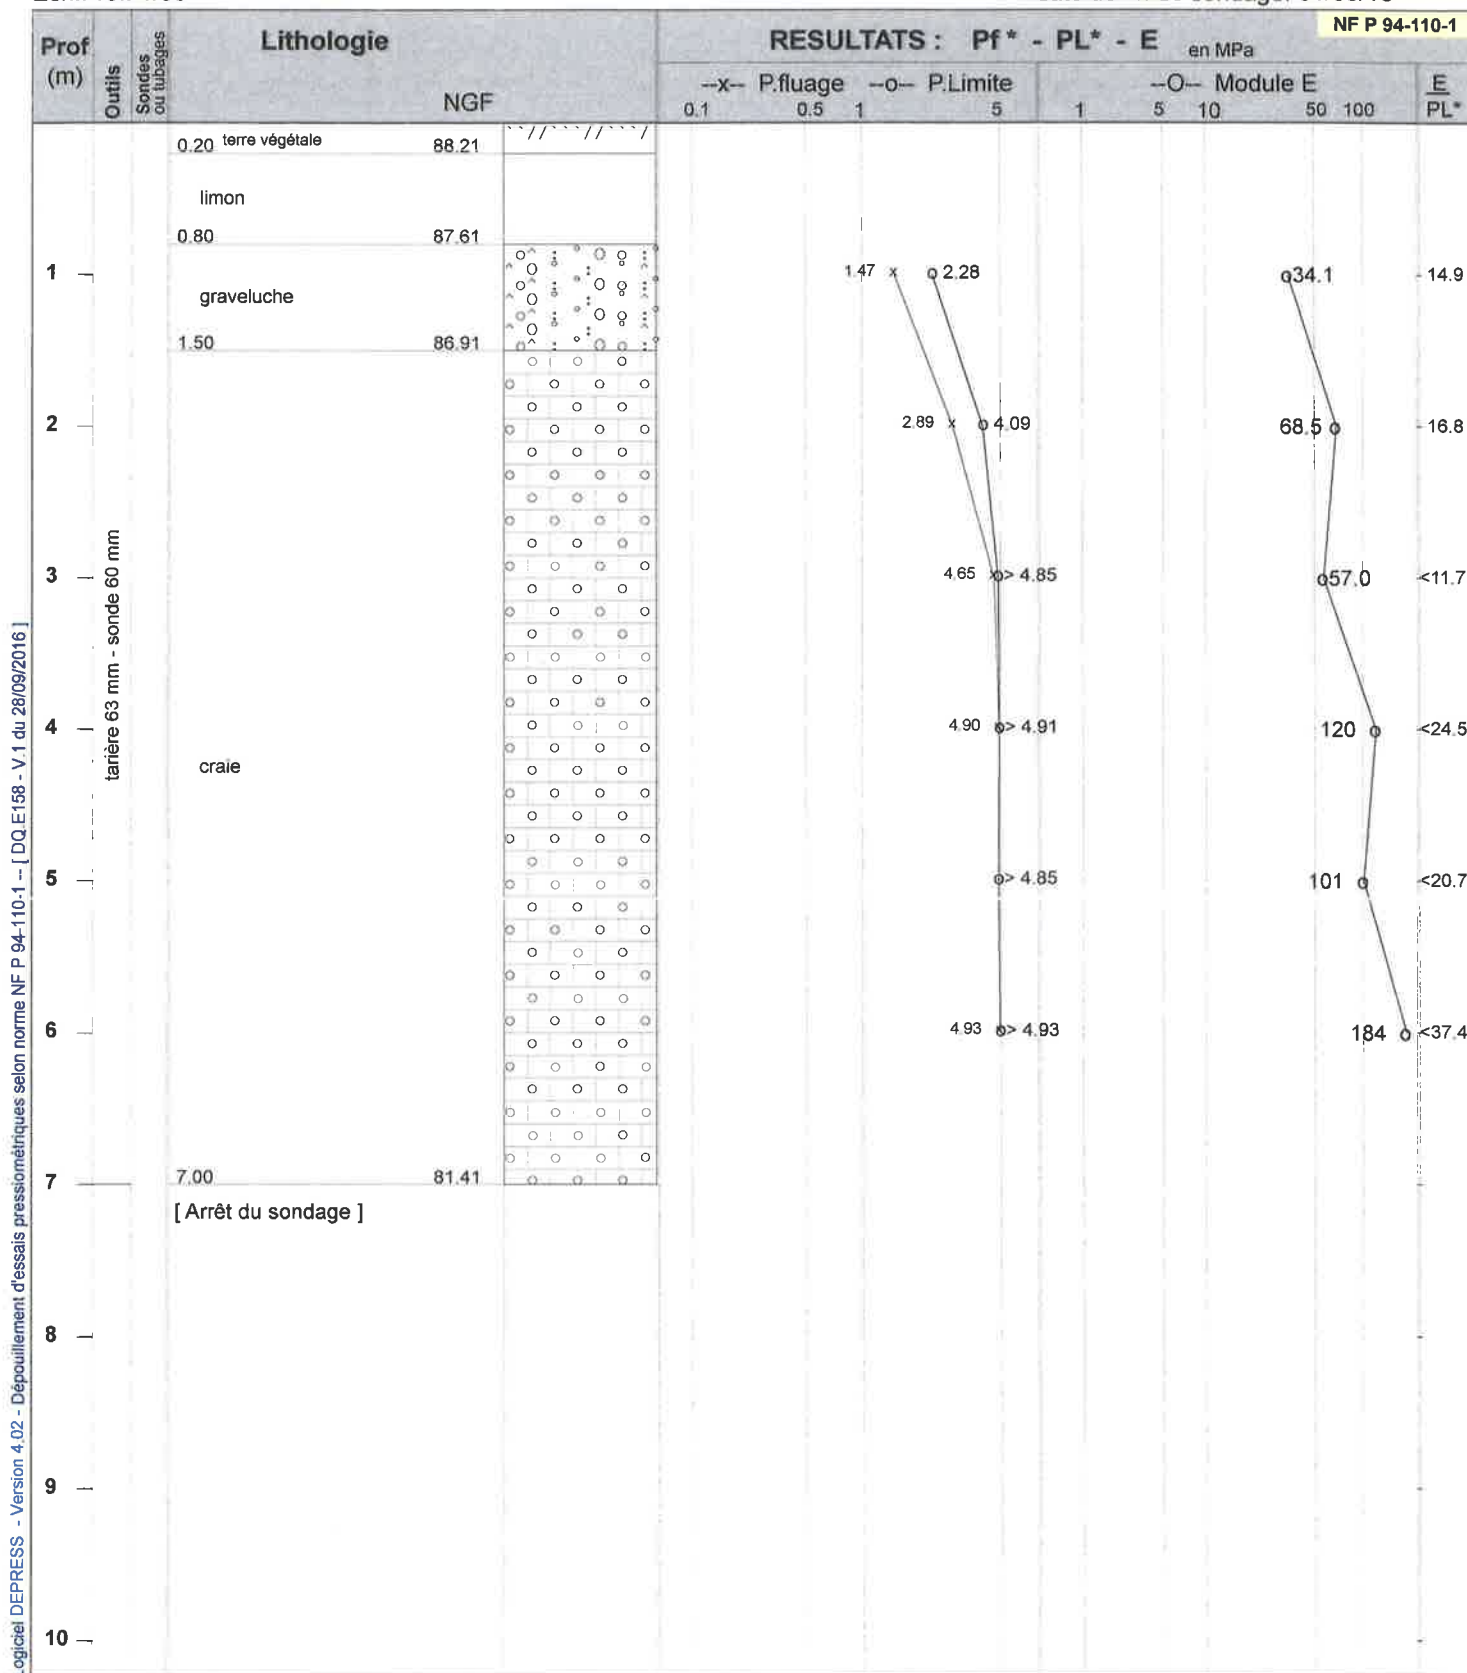 NF P 94-110-1
Prof (m)
Outils
Sondes ou tubages
Lithologie
NGF
RESULTATS : Pf* - PL* - E en MPa
--x-- P.fluage --o-- P.Limite
--O-- Module E
E
PL*
0.1 0.5 1 5 1 5 10 50 100
0.20 terre végétale 88.21
limon
0.80 87.61
1 1.47 x 2.28 34.1 14.9
graveluche
1.50 86.91
2 2.89 x 4.09 68.5 16.8
3 4.65 > 4.85 57.0 <11.7
4 4.90 > 4.91 120 <24.5
craie
5 > 4.85 101 <20.7
6 4.93 > 4.93 184 <37.4
7 7.00 81.41
[ Arrêt du sondage ]
8
9
10
tarière 63 mm - sonde 60 mm
ogiciel DEPRESS - Version 4.02 - Dépouillement d'essais pressiométriques selon norme NF P 94-110-1 -- [ DQ.E158 - V.1 du 28/09/2016 ]